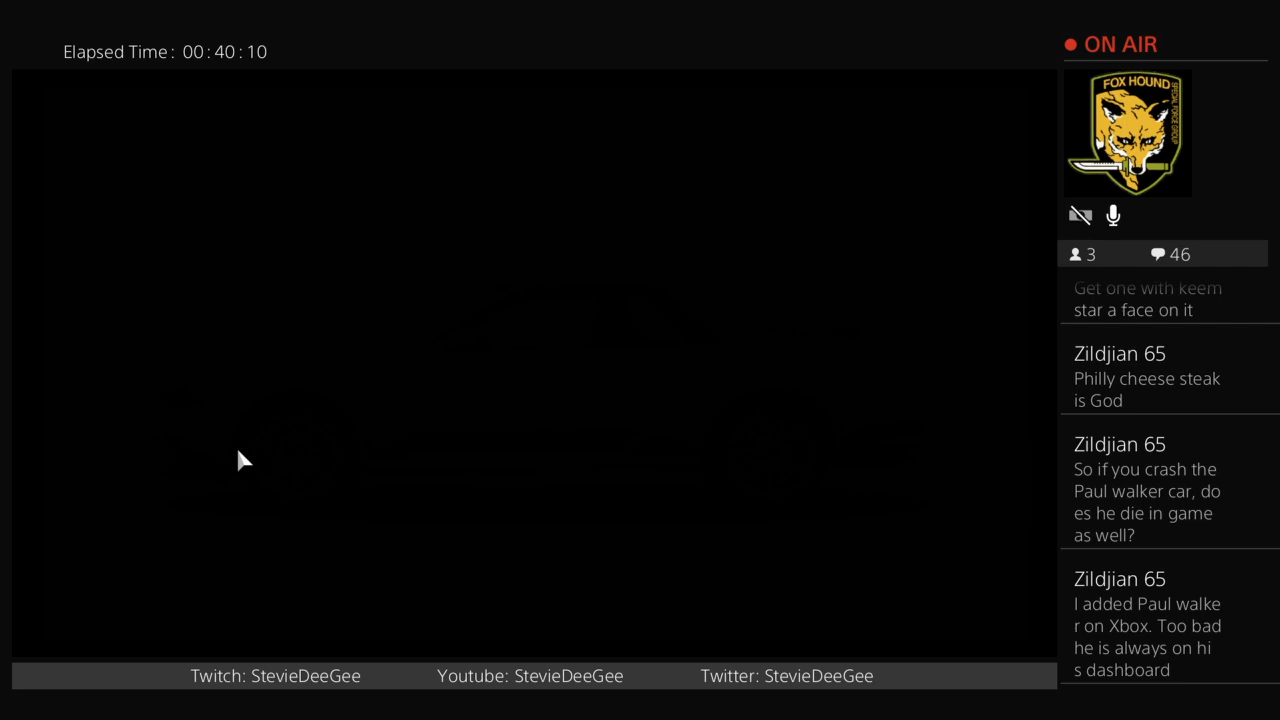 Elapsed Time: 00:40:10
ON AIR
FOX HOUND
SPECIAL FORCE GROUP
3 46
Get one with keem
star a face on it
Zildjian 65
Philly cheese steak
is God
Zildjian 65
So if you crash the
Paul walker car, do
es he die in game
as well?
Zildjian 65
I added Paul walke
r on Xbox. Too bad
he is always on hi
s dashboard
Twitch: StevieDeeGee Youtube: StevieDeeGee Twitter: StevieDeeGee